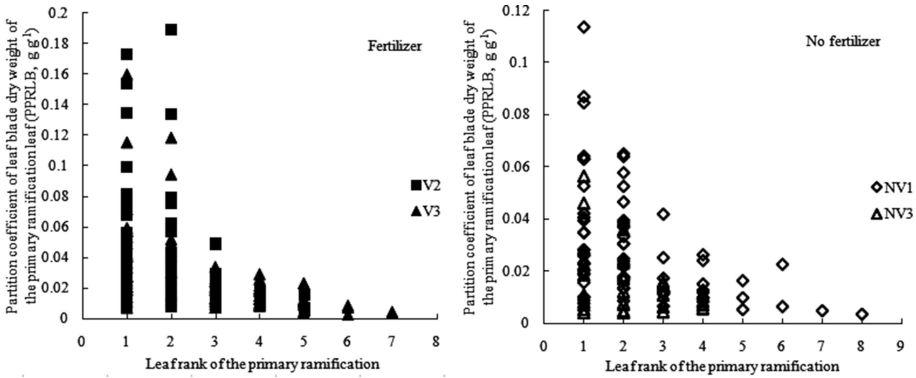 Partition coefficient of leaf blade dry weight of
the primary ramification leaf (PPRLB, g g-1)
0.2
0.18
0.16
0.14
0.12
0.1
0.08
0.06
0.04
0.02
0
Fertilizer
V2
V3
0 1 2 3 4 5 6 7 8
Leaf rank of the primary ramification
Partition coefficient of leaf blade dry weight of
the primary ramification leaf (PPRLB, g g-1)
0.12
0.1
0.08
0.06
0.04
0.02
0
No fertilizer
NV1
NV3
0 1 2 3 4 5 6 7 8 9
Leaf rank of the primary ramification